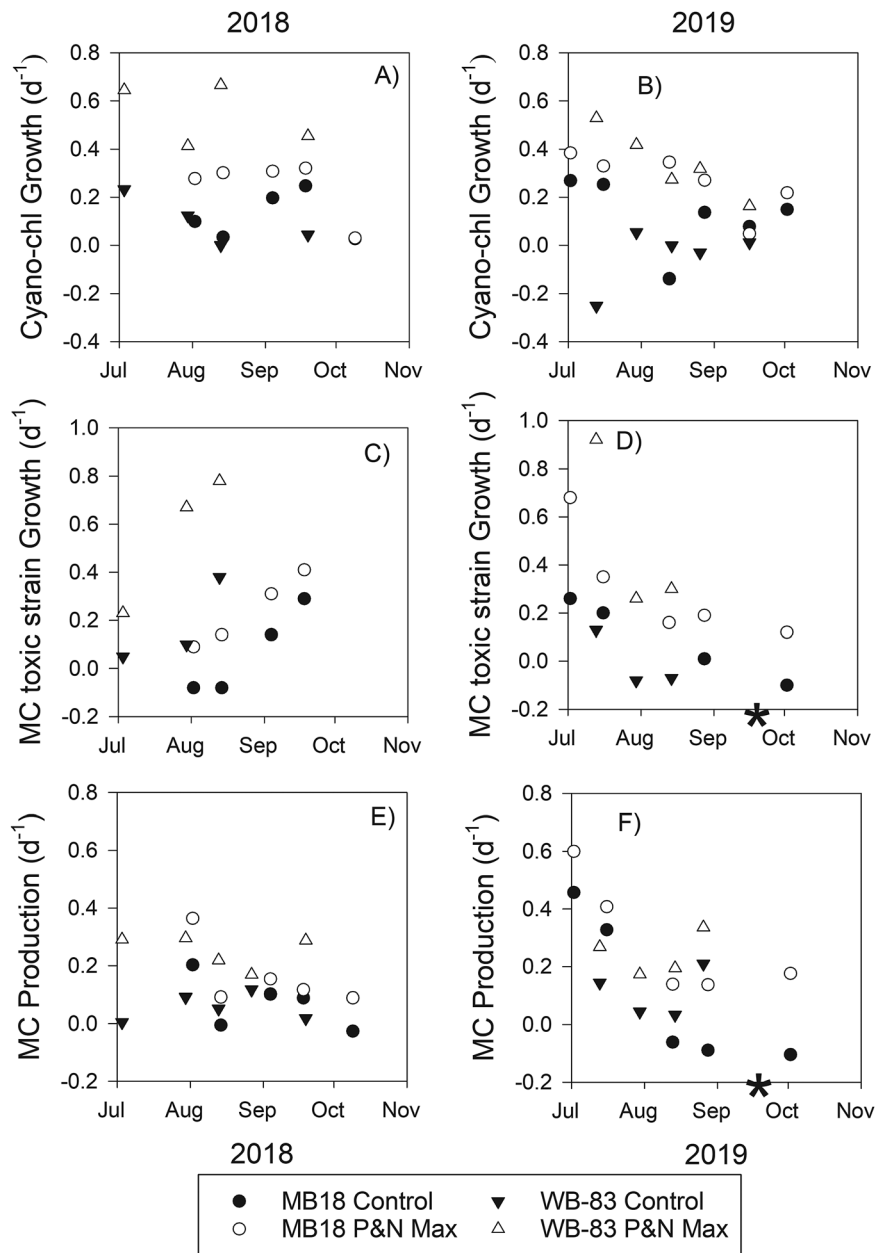 2018 2019
A)
Cyano-chl Growth (d⁻¹)
0.8
0.6
0.4
0.2
0.0
-0.2
-0.4
Jul Aug Sep Oct Nov
B)
Cyano-chl Growth (d⁻¹)
0.8
0.6
0.4
0.2
0.0
-0.2
-0.4
Jul Aug Sep Oct Nov
C)
MC toxic strain Growth (d⁻¹)
1.0
0.8
0.6
0.4
0.2
0.0
-0.2
Jul Aug Sep Oct Nov
D)
MC toxic strain Growth (d⁻¹)
1.0
0.8
0.6
0.4
0.2
0.0
-0.2
*
Jul Aug Sep Oct Nov
E)
MC Production (d⁻¹)
0.8
0.6
0.4
0.2
0.0
-0.2
Jul Aug Sep Oct Nov
F)
MC Production (d⁻¹)
0.8
0.6
0.4
0.2
0.0
-0.2
*
Jul Aug Sep Oct Nov
2018 2019
MB18 Control WB-83 Control
MB18 P&N Max WB-83 P&N Max